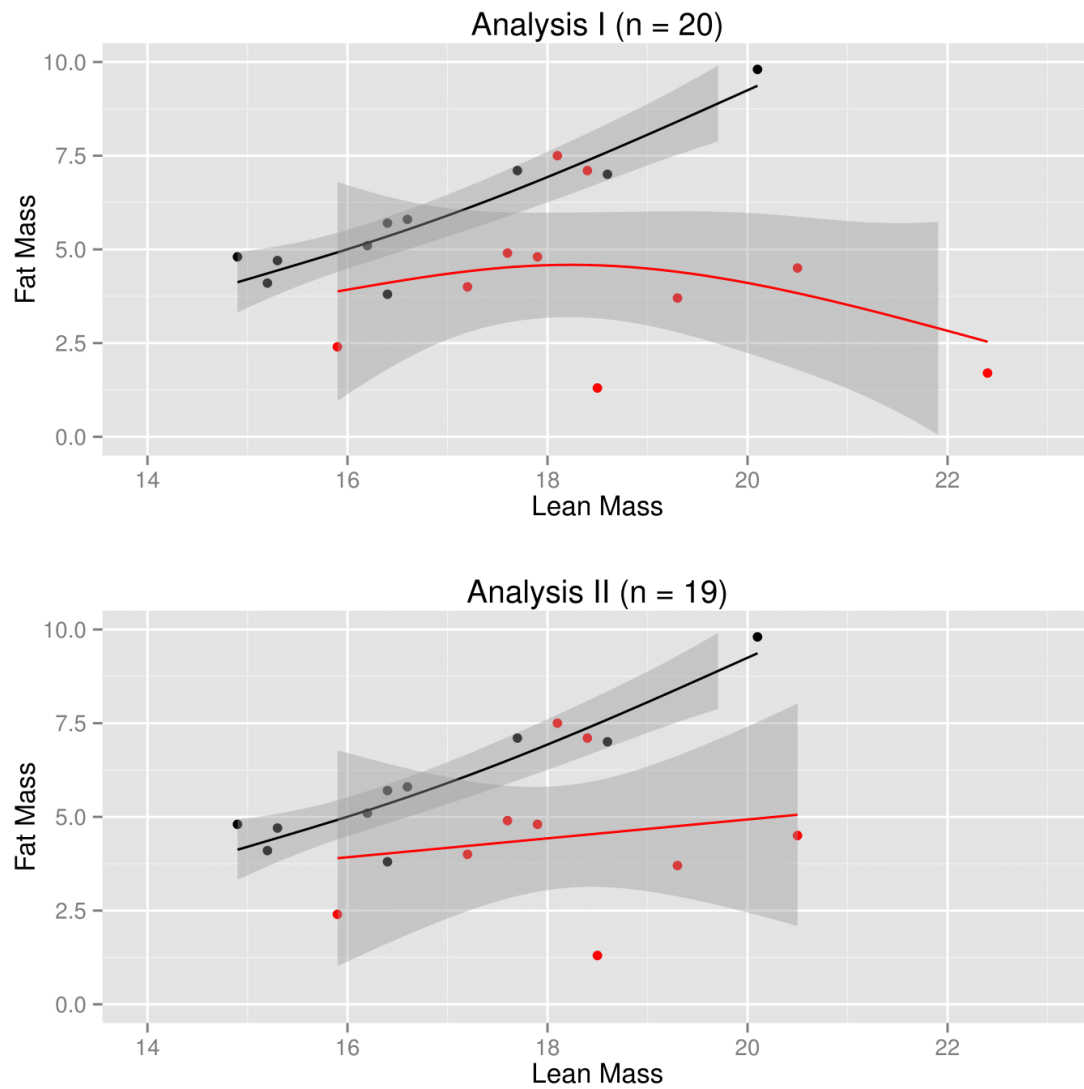 Analysis I (n = 20)
10.0
7.5
5.0
2.5
0.0
Fat Mass
14 16 18 20 22
Lean Mass
Analysis II (n = 19)
10.0
7.5
5.0
2.5
0.0
Fat Mass
14 16 18 20 22
Lean Mass